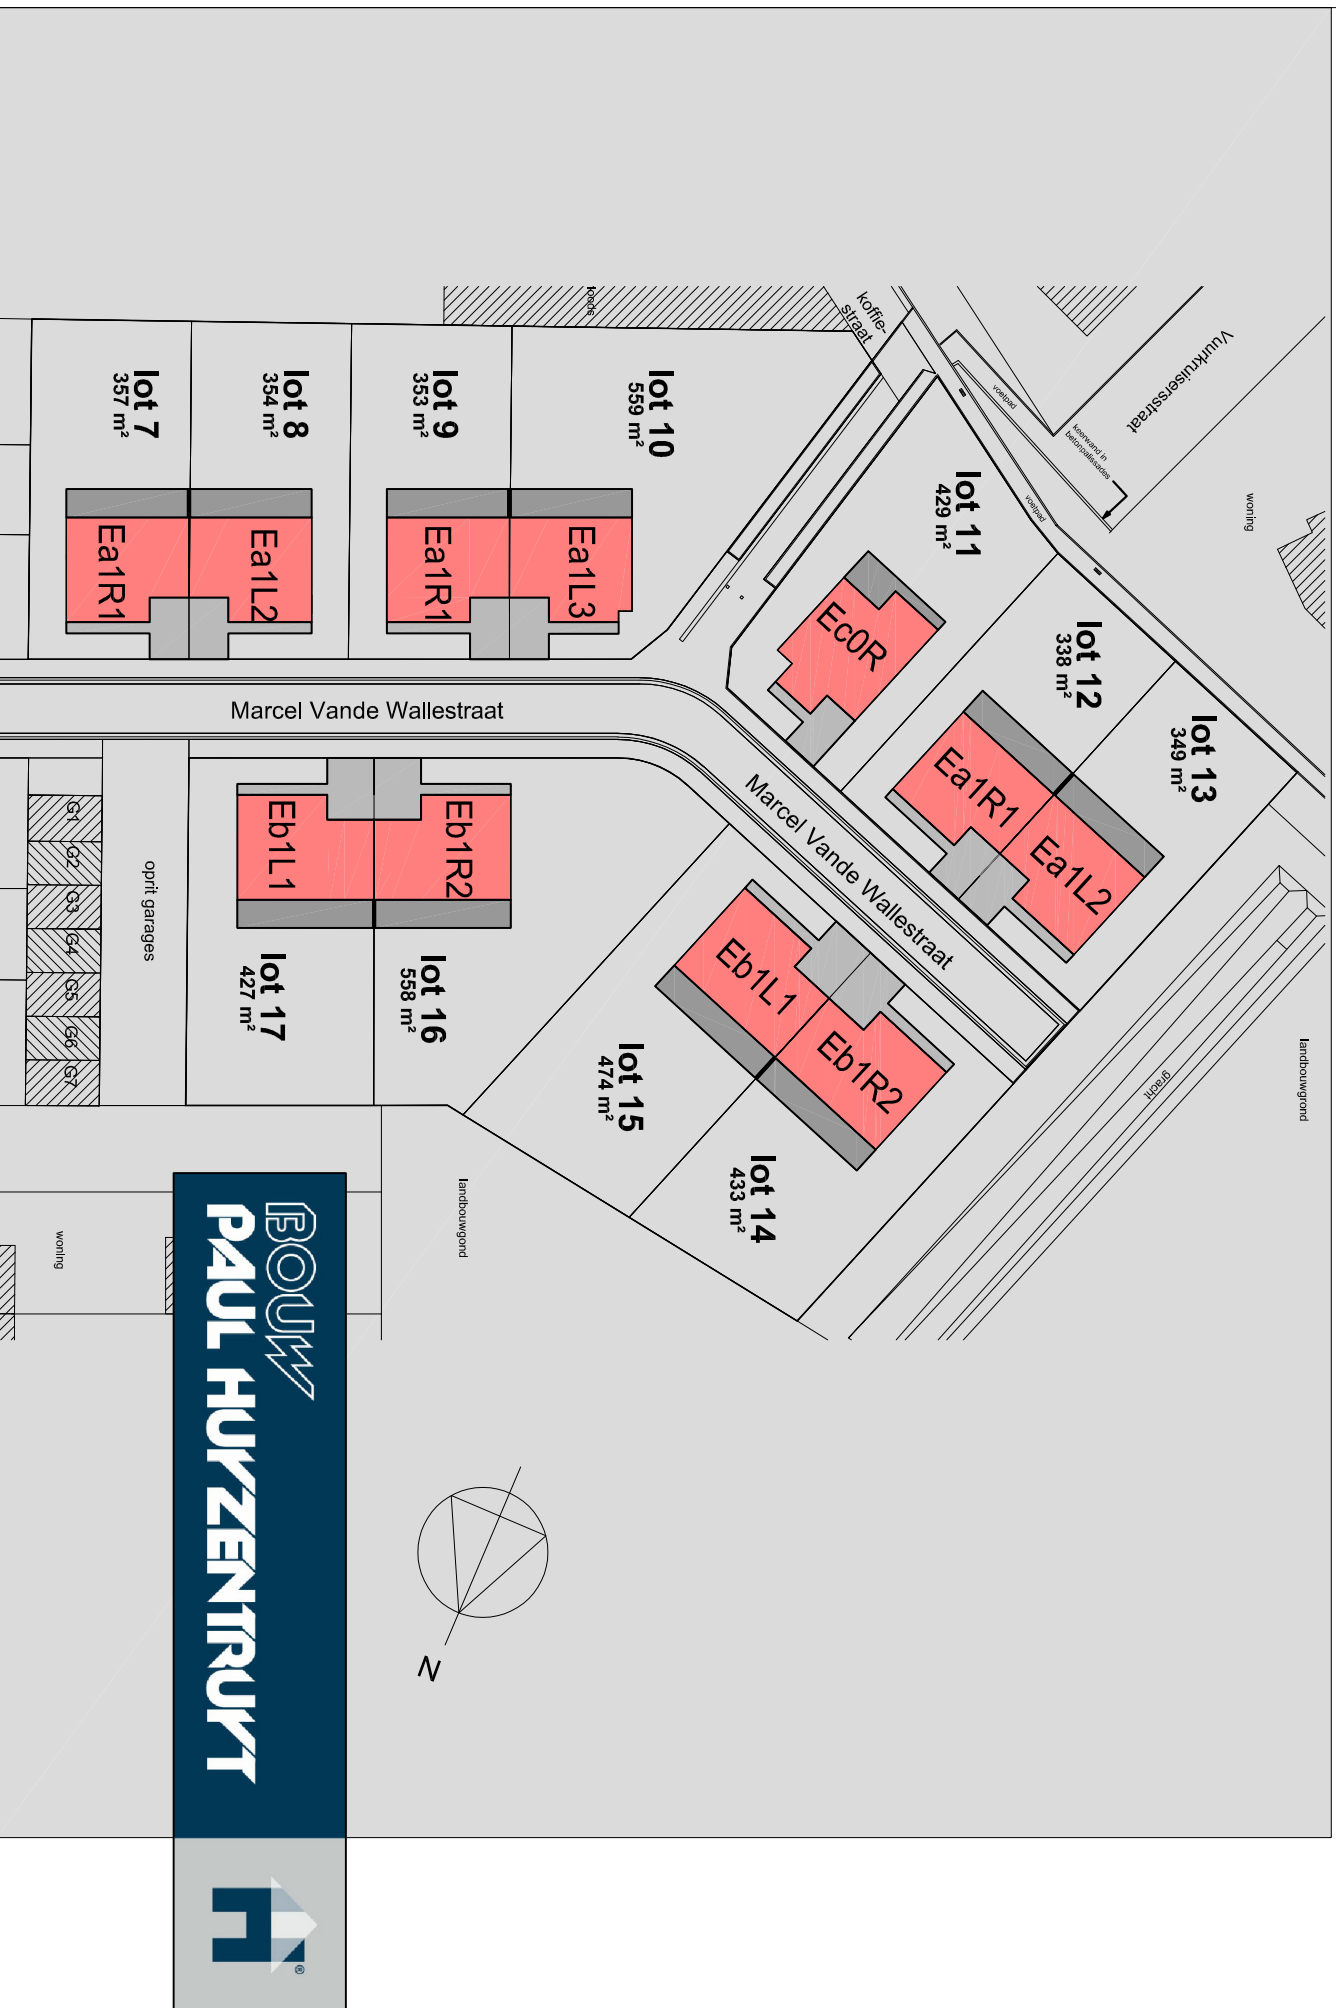 loods
koffie-
straat
Vuurkruisersstraat
voetpad
keerwand in
betonpalissades
voetpad
woning
lot 7
357 m²
lot 8
354 m²
lot 9
353 m²
lot 10
559 m²
lot 11
429 m²
lot 12
338 m²
lot 13
349 m²
Ea1R1
Ea1L2
Ea1R1
Ea1L3
Ec0R
Ea1R1
Ea1L2
Marcel Vande Wallestraat
Marcel Vande Wallestraat
Eb1L1
Eb1R2
Eb1L1
Eb1R2
G1
G2
G3
G4
G5
G6
G7
oprit garages
lot 17
427 m²
lot 16
558 m²
lot 15
474 m²
lot 14
433 m²
gracht
landbouwgrond
landbouwgond
woning
BOUW
PAUL HUYZENTRUYT
N
®